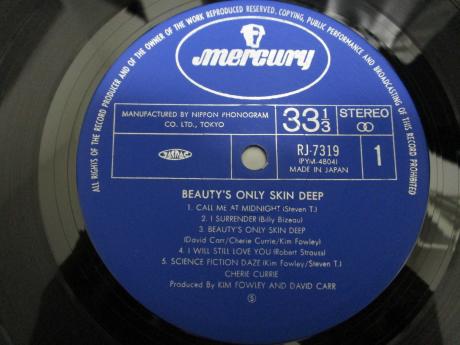 ALL RIGHTS OF THE RECORD PRODUCER AND OF THE OWNER OF THE WORK REPRODUCED RESERVED, COPYING, PUBLIC PERFORMANCE AND BROADCASTING OF THIS RECORD PROHIBITED
mercury
MANUFACTURED BY NIPPON PHONOGRAM
CO. LTD., TOKYO
33 1/3
STEREO
JASRAC
RJ-7319
(PYM-4804)
MADE IN JAPAN
1
BEAUTY'S ONLY SKIN DEEP
1. CALL ME AT MIDNIGHT (Steven T.)
2. I SURRENDER (Billy Bizeau)
3. BEAUTY'S ONLY SKIN DEEP
(David Carr/Cherie Currie/Kim Fowley)
4. I WILL STILL LOVE YOU (Robert Strauss)
5. SCIENCE FICTION DAZE (Kim Fowley/Steven T.)
CHERIE CURRIE
Produced By KIM FOWLEY AND DAVID CARR
Ⓢ